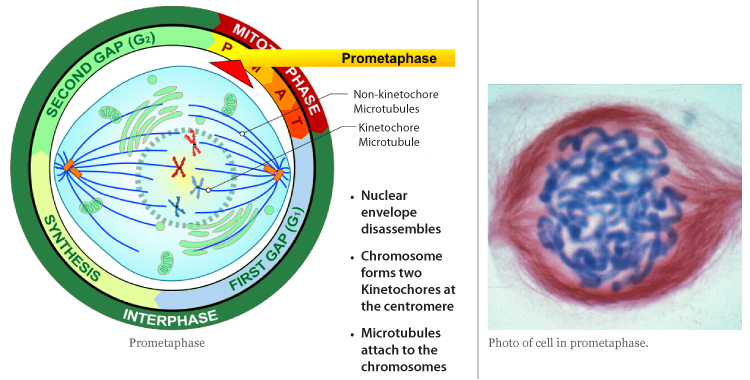 SECOND GAP (G2)
MITOTIC PHASE
P
M
A
T
Prometaphase
Non-kinetochore
Microtubules
Kinetochore
Microtubule
SYNTHESIS
FIRST GAP (G1)
INTERPHASE
Prometaphase
• Nuclear
envelope
disassembles
• Chromosome
forms two
Kinetochores at
the centromere
• Microtubules
attach to the
chromosomes
Photo of cell in prometaphase.